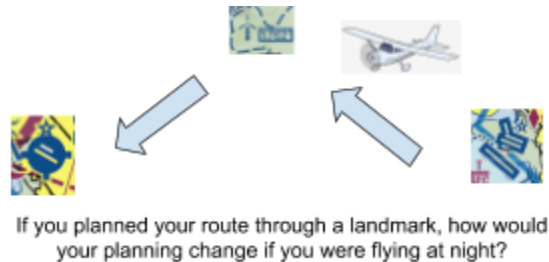 If you planned your route through a landmark, how would
your planning change if you were flying at night?